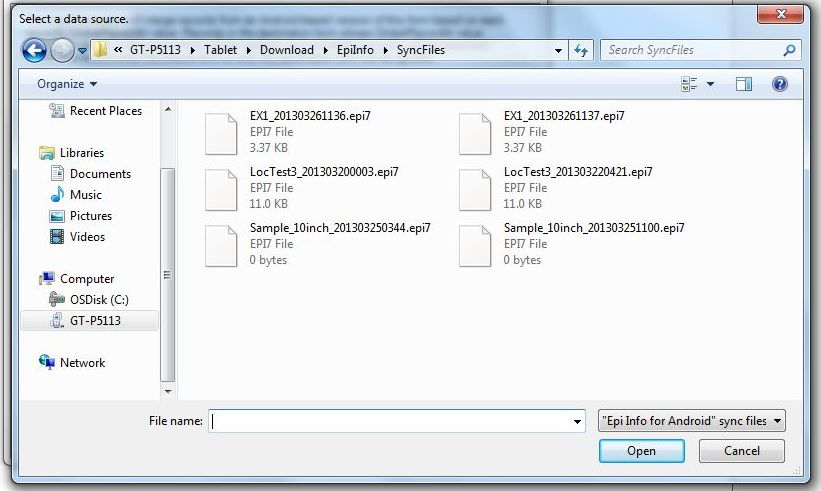 Select a data source.
« GT-P5113 Tablet Download EpiInfo SyncFiles
Search SyncFiles
Organize
Recent Places
Libraries
Documents
Music
Pictures
Videos
Computer
OSDisk (C:)
GT-P5113
Network
EX1_201303261136.epi7
EPI7 File
3.37 KB
EX1_201303261137.epi7
EPI7 File
3.37 KB
LocTest3_201303200003.epi7
EPI7 File
11.0 KB
LocTest3_201303220421.epi7
EPI7 File
11.0 KB
Sample_10inch_201303250344.epi7
EPI7 File
0 bytes
Sample_10inch_201303251100.epi7
EPI7 File
0 bytes
File name:
"Epi Info for Android" sync files
Open
Cancel